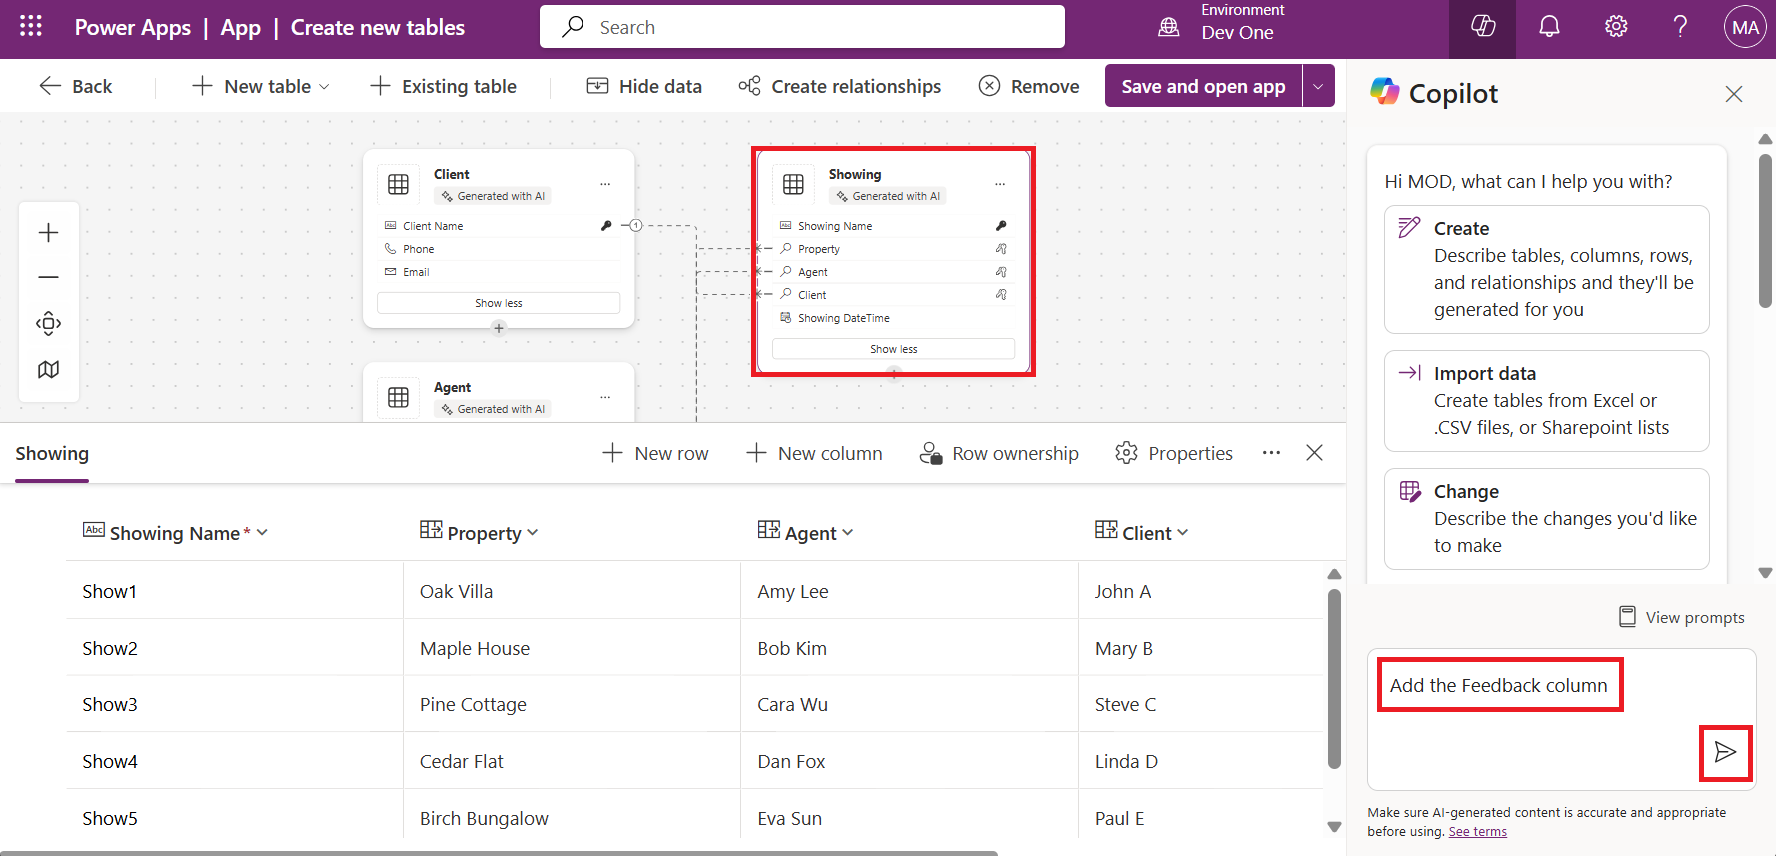 Power Apps | App | Create new tables
Search
Environment
Dev One
MA
Back
New table
Existing table
Hide data
Create relationships
Remove
Save and open app
Client
Generated with AI
...
Abc Client Name
1
Phone
Email
Show less
Showing
Generated with AI
...
Abc Showing Name
Property
Agent
Client
Showing DateTime
Show less
Agent
Generated with AI
...
Showing
New row
New column
Row ownership
Properties
...
Abc Showing Name *
Property
Agent
Client
Show1
Oak Villa
Amy Lee
John A
Show2
Maple House
Bob Kim
Mary B
Show3
Pine Cottage
Cara Wu
Steve C
Show4
Cedar Flat
Dan Fox
Linda D
Show5
Birch Bungalow
Eva Sun
Paul E
Copilot
Hi MOD, what can I help you with?
Create
Describe tables, columns, rows,
and relationships and they'll be
generated for you
Import data
Create tables from Excel or
.CSV files, or Sharepoint lists
Change
Describe the changes you'd like
to make
View prompts
Add the Feedback column
Make sure AI-generated content is accurate and appropriate
before using. See terms